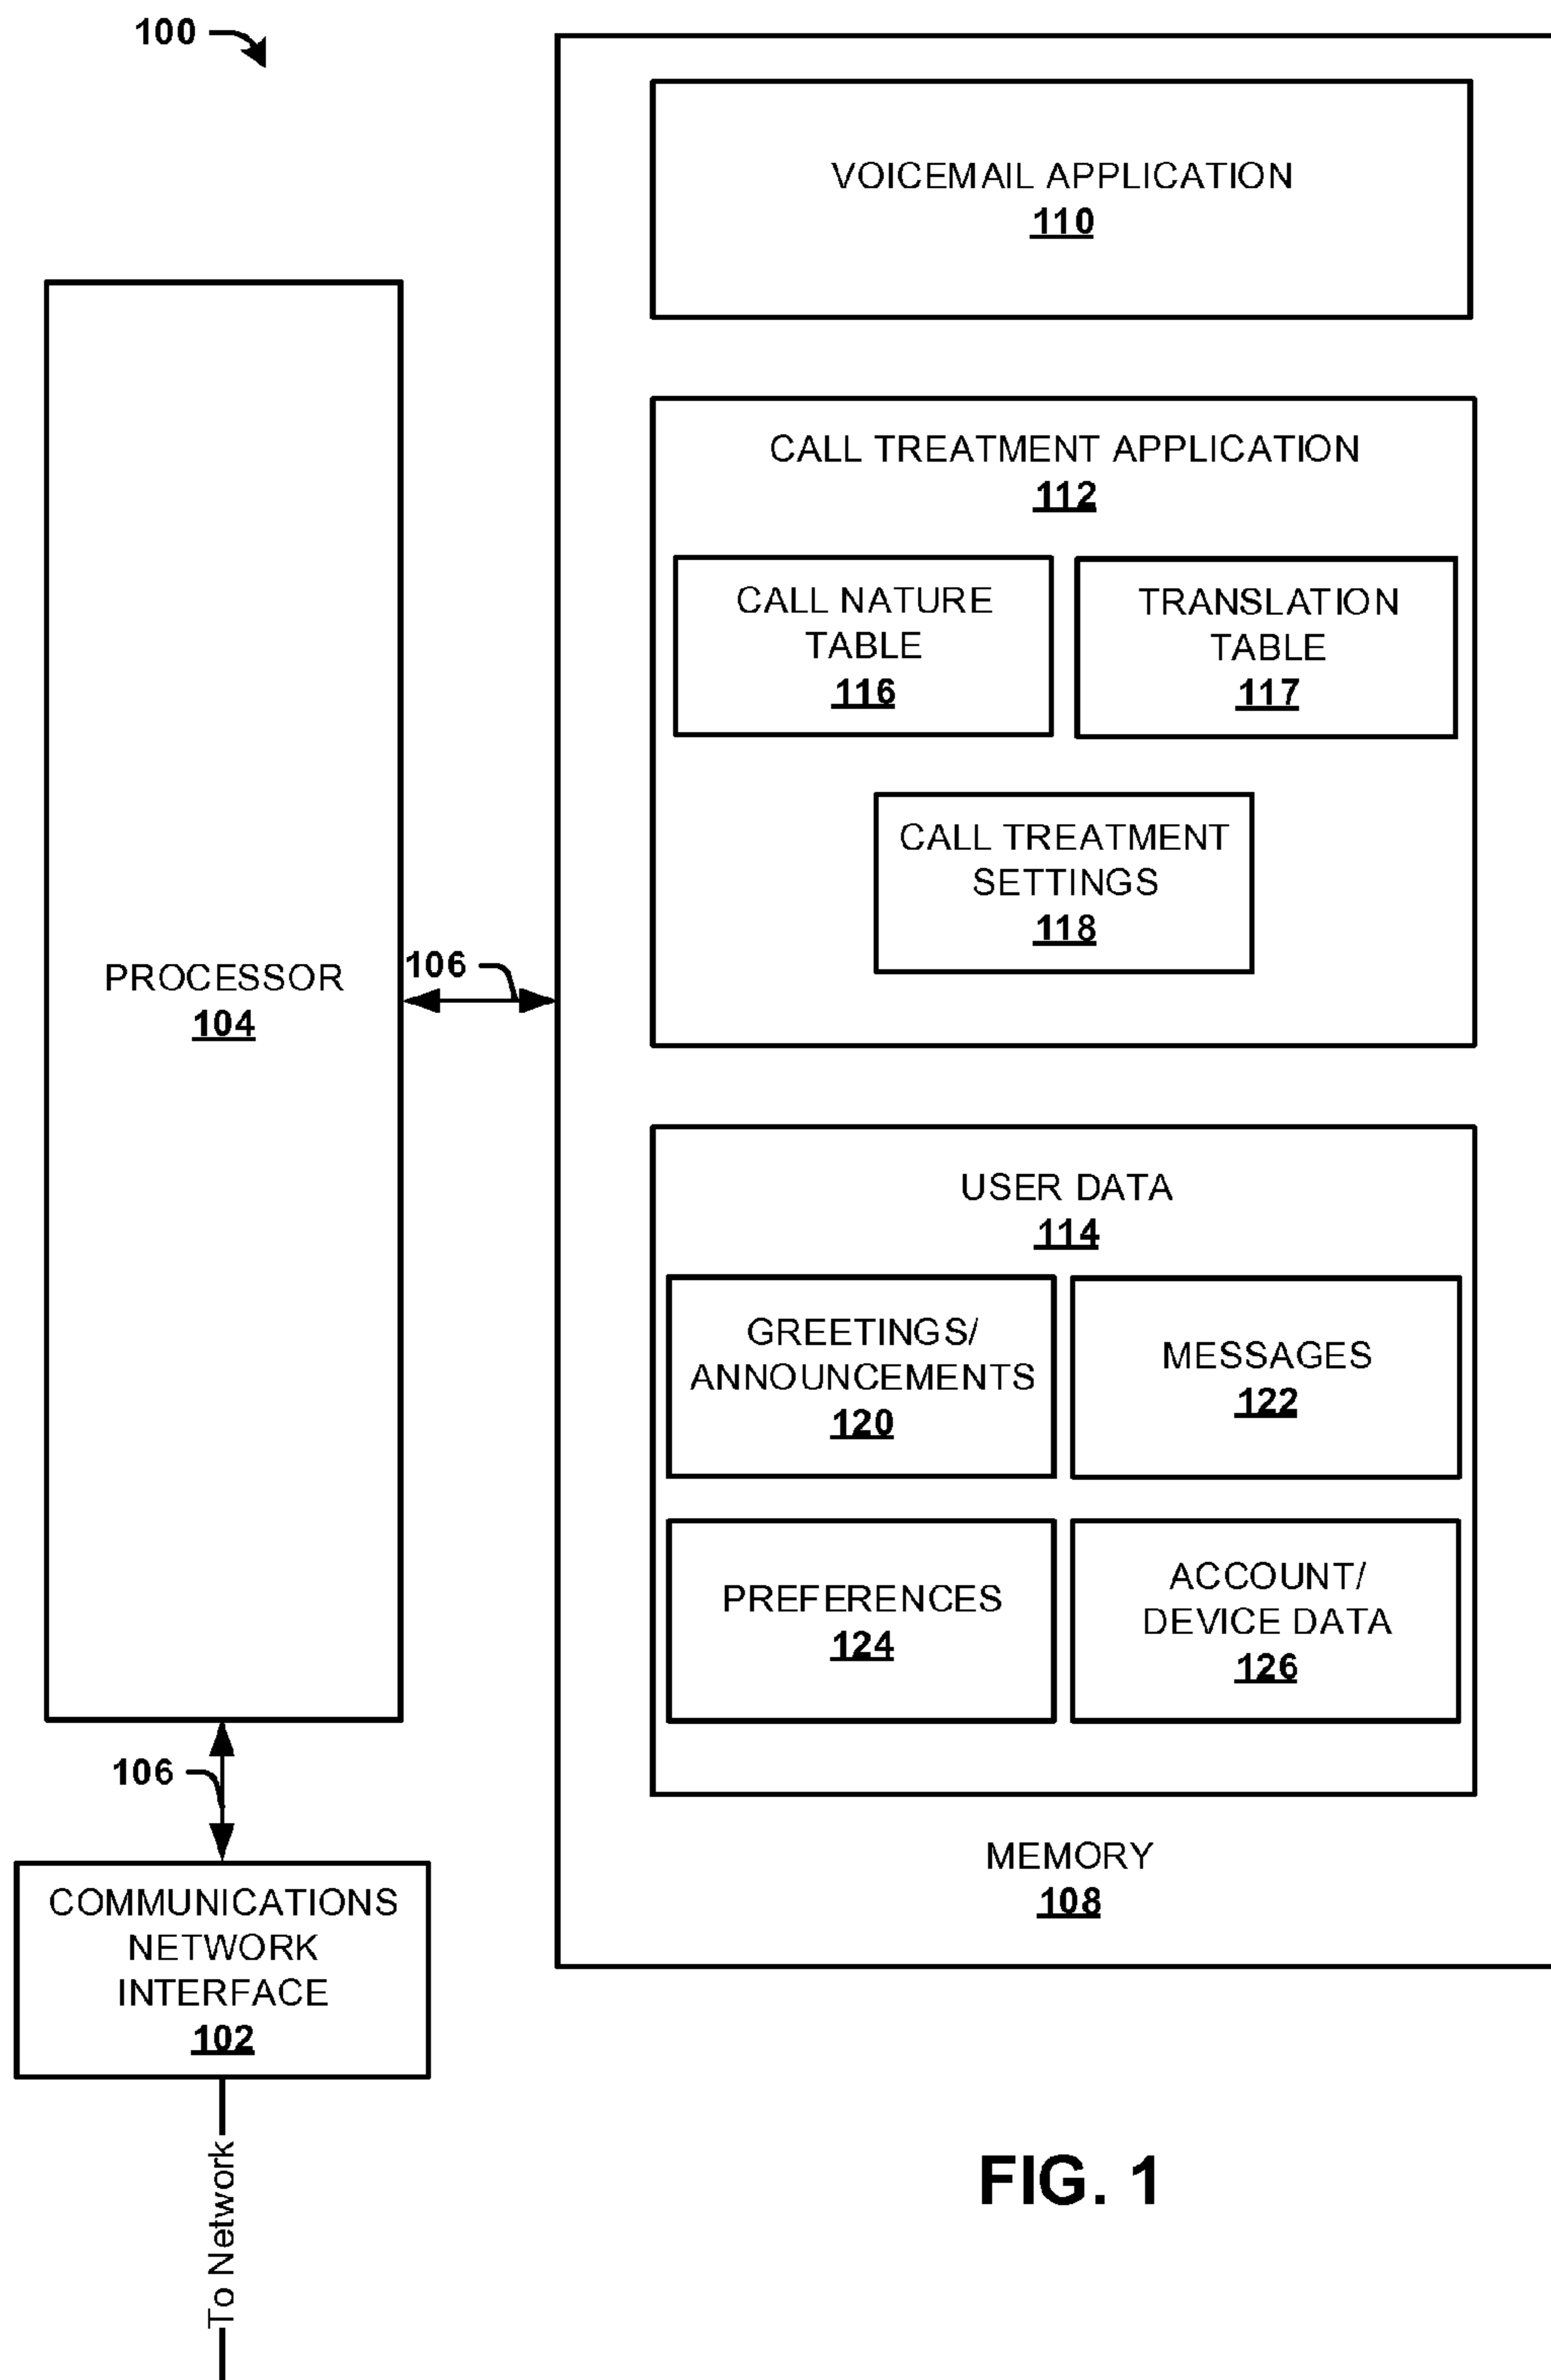 100
VOICEMAIL APPLICATION
110
CALL TREATMENT APPLICATION
112
CALL NATURE
TABLE
116
TRANSLATION
TABLE
117
CALL TREATMENT
SETTINGS
118
PROCESSOR
104
106
USER DATA
114
GREETINGS/
ANNOUNCEMENTS
120
MESSAGES
122
PREFERENCES
124
ACCOUNT/
DEVICE DATA
126
106
MEMORY
108
COMMUNICATIONS
NETWORK
INTERFACE
102
To Network
FIG. 1